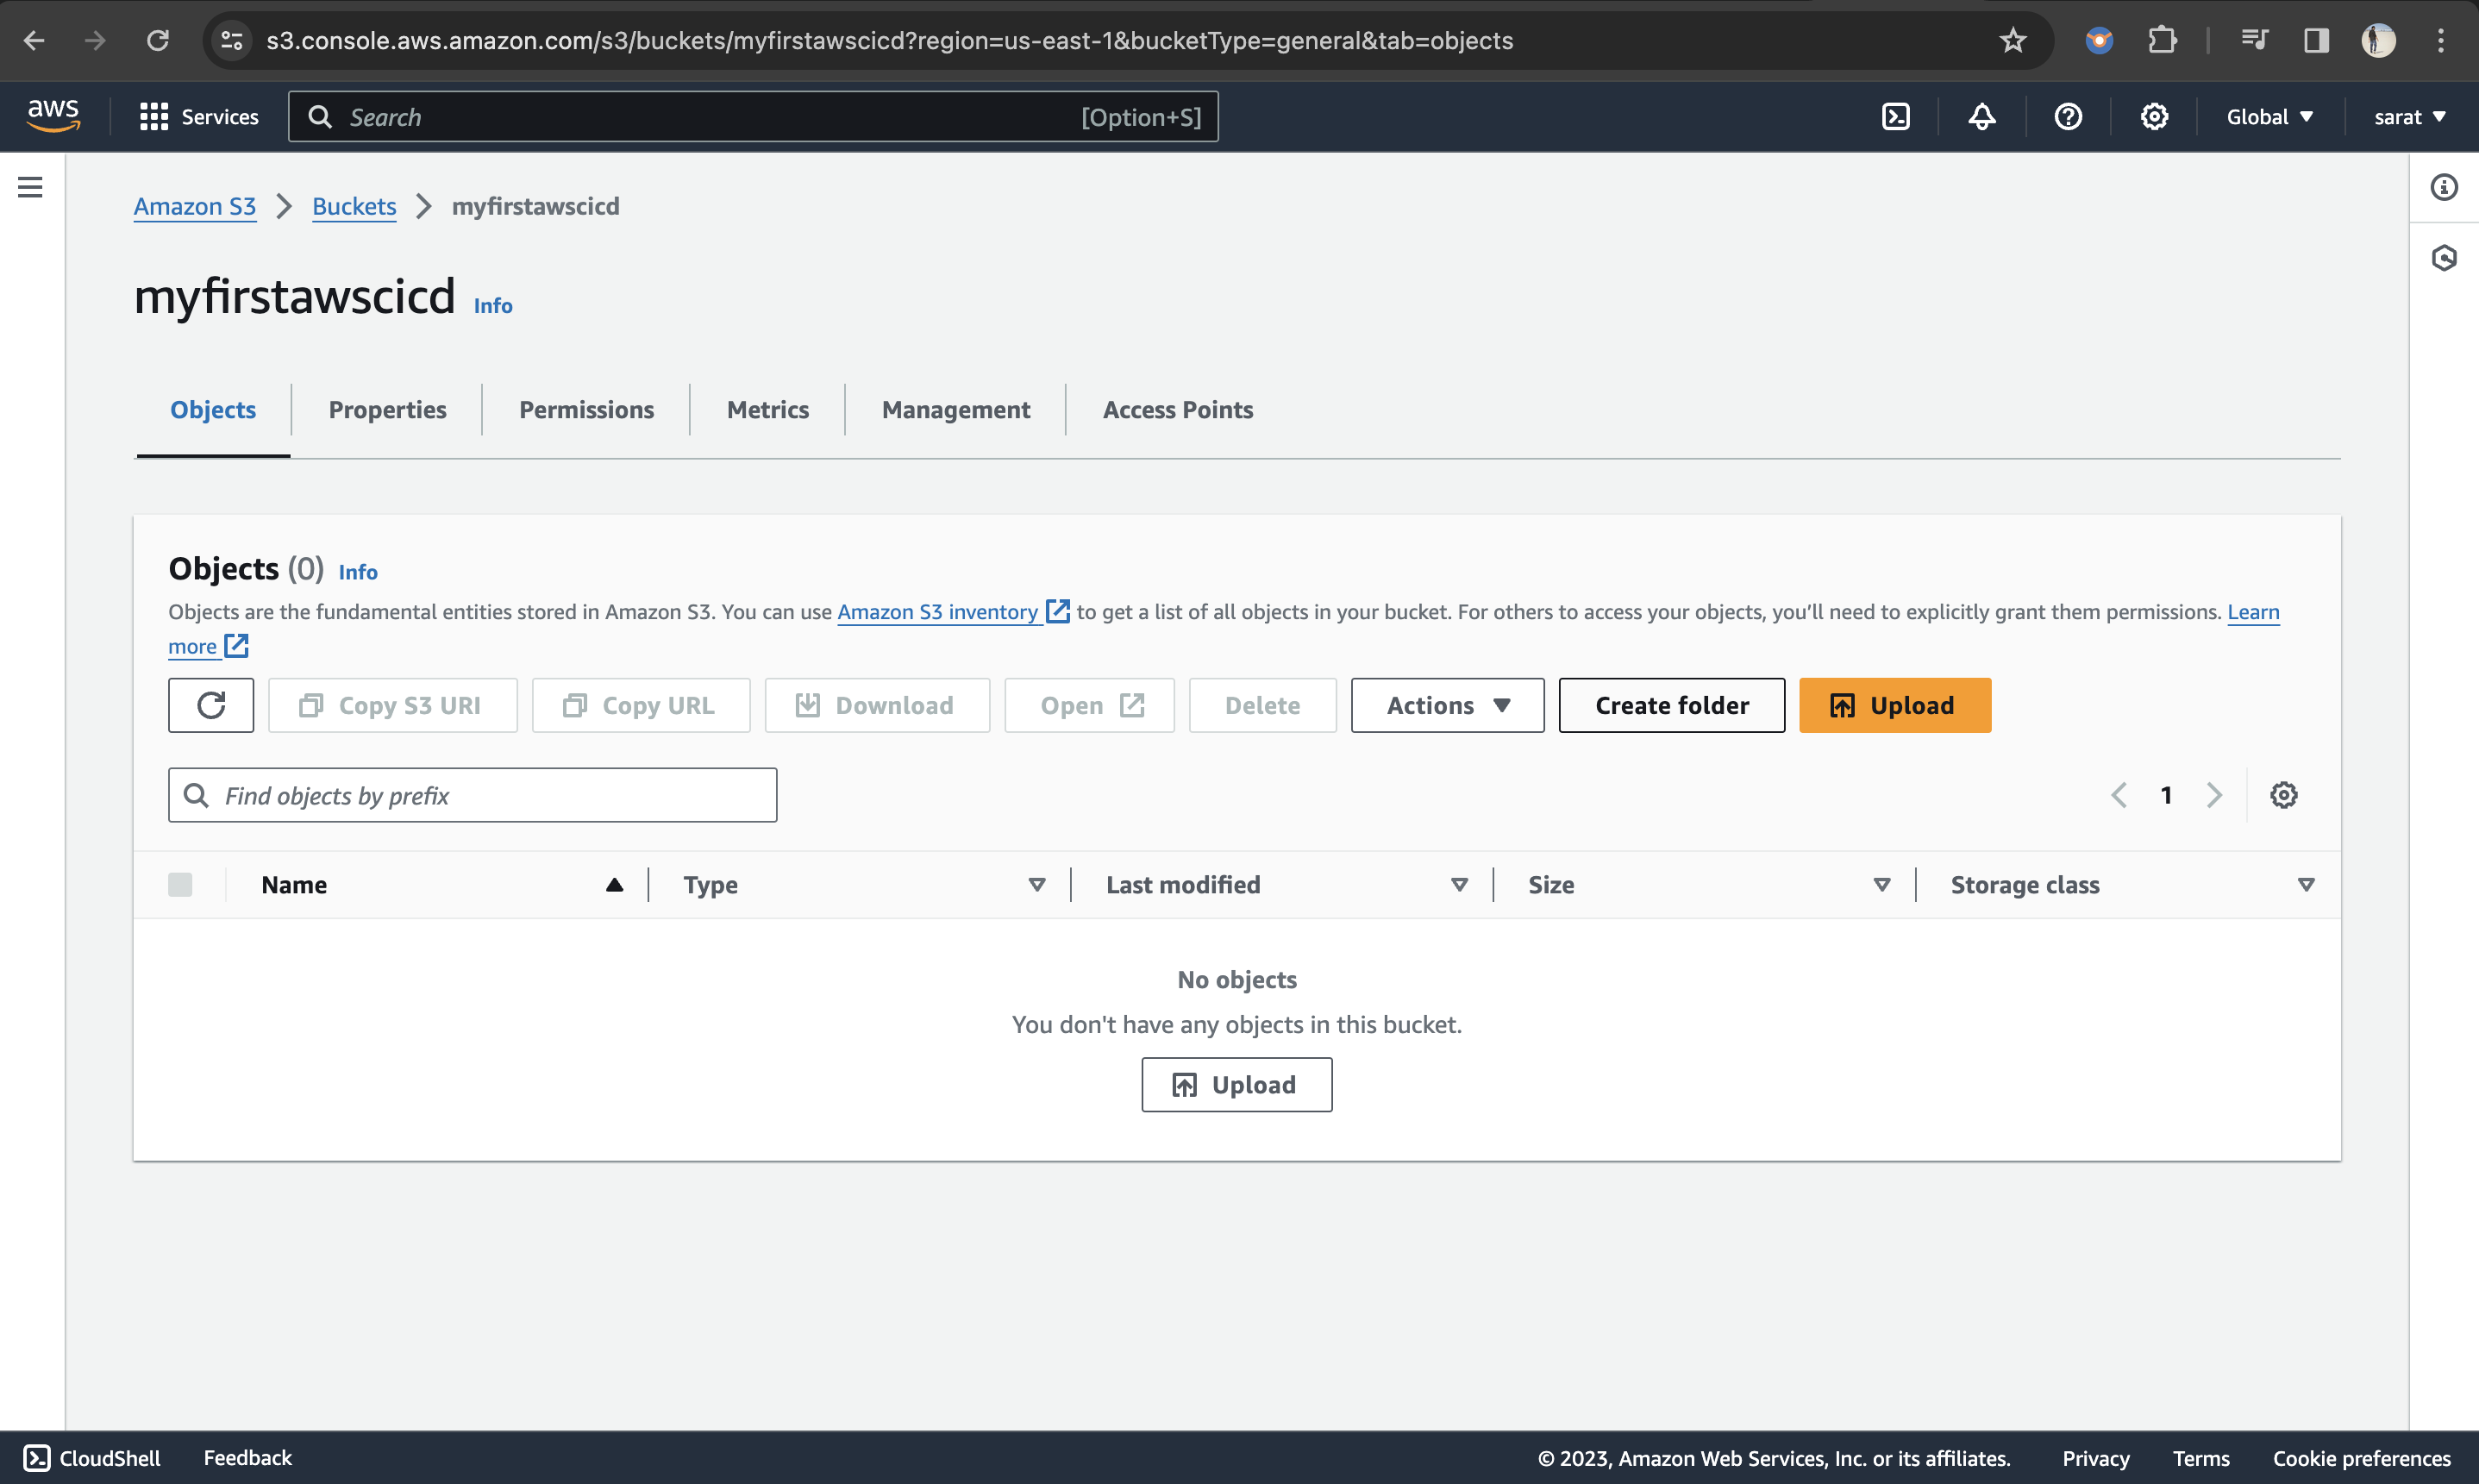 s3.console.aws.amazon.com/s3/buckets/myfirstawscicd?region=us-east-1&bucketType=general&tab=objects
aws Services Search [Option+S] Global sarat
Amazon S3 Buckets myfirstawscicd
myfirstawscicd Info
Objects Properties Permissions Metrics Management Access Points
Objects (0) Info
Objects are the fundamental entities stored in Amazon S3. You can use Amazon S3 inventory to get a list of all objects in your bucket. For others to access your objects, you’ll need to explicitly grant them permissions. Learn
more
Copy S3 URI Copy URL Download Open Delete Actions Create folder Upload
Find objects by prefix 1
Name Type Last modified Size Storage class
No objects
You don't have any objects in this bucket.
Upload
CloudShell Feedback © 2023, Amazon Web Services, Inc. or its affiliates. Privacy Terms Cookie preferences